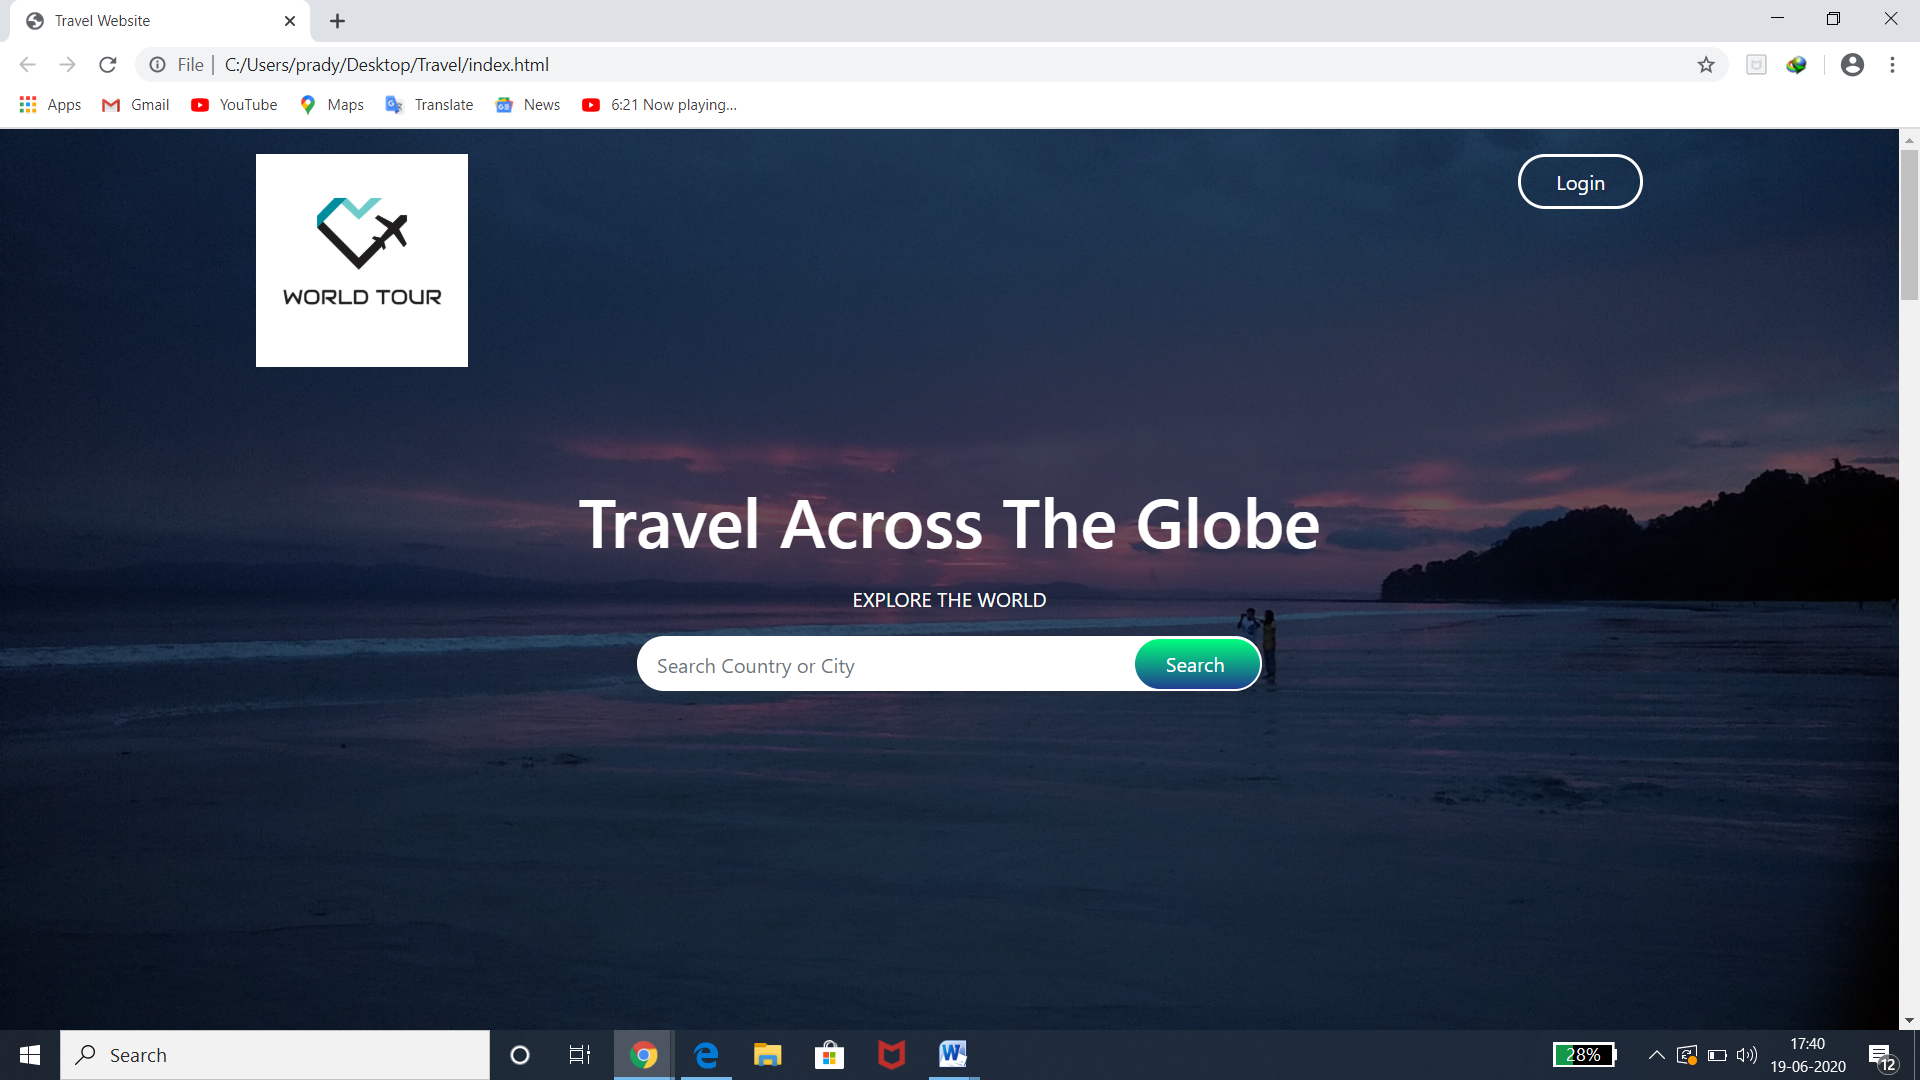 Travel Website
File | C:/Users/prady/Desktop/Travel/index.html
Apps Gmail YouTube Maps Translate News 6:21 Now playing...
Login
WORLD TOUR
Travel Across The Globe
EXPLORE THE WORLD
Search Country or City Search
Search
28%
17:40
19-06-2020
12